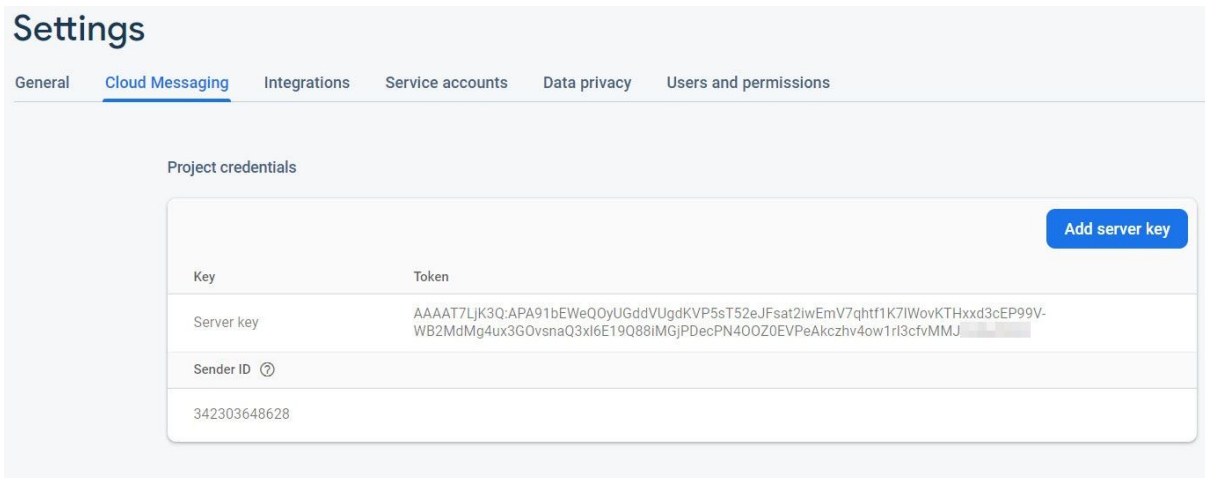 Settings
General Cloud Messaging Integrations Service accounts Data privacy Users and permissions
Project credentials
Add server key
Key Token
Server key AAAAT7LjK3Q:APA91bEWeQOyUGddVUgdKVP5sT52eJFsat2iwEmV7qhtf1K7IWovKTHxxd3cEP99V-
WB2MdMg4ux3GOvsnaQ3xI6E19Q88iMGjPDecPN4OOZ0EVPeAkczhv4ow1rI3cfvMMJ
Sender ID ?
342303648628